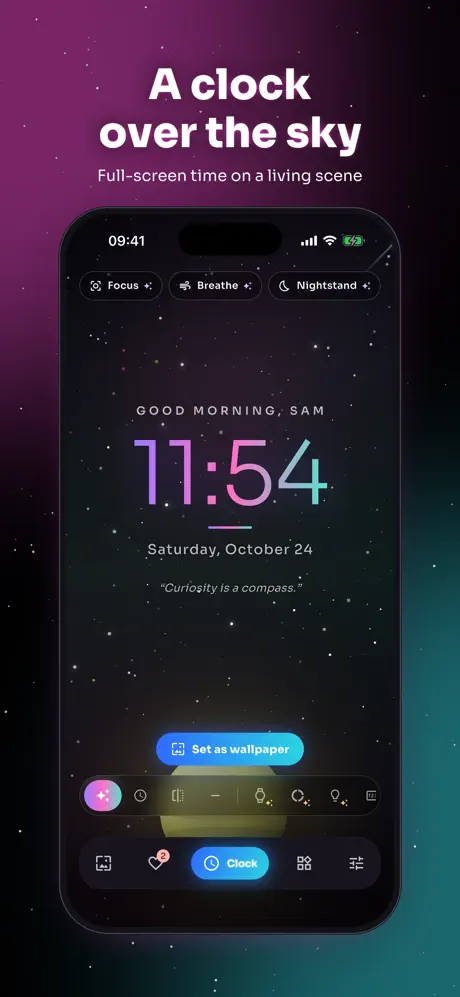 A clock
over the sky
Full-screen time on a living scene
09:41
Focus
Breathe
Nightstand
GOOD MORNING, SAM
11:54
Saturday, October 24
“Curiosity is a compass.”
Set as wallpaper
2
Clock